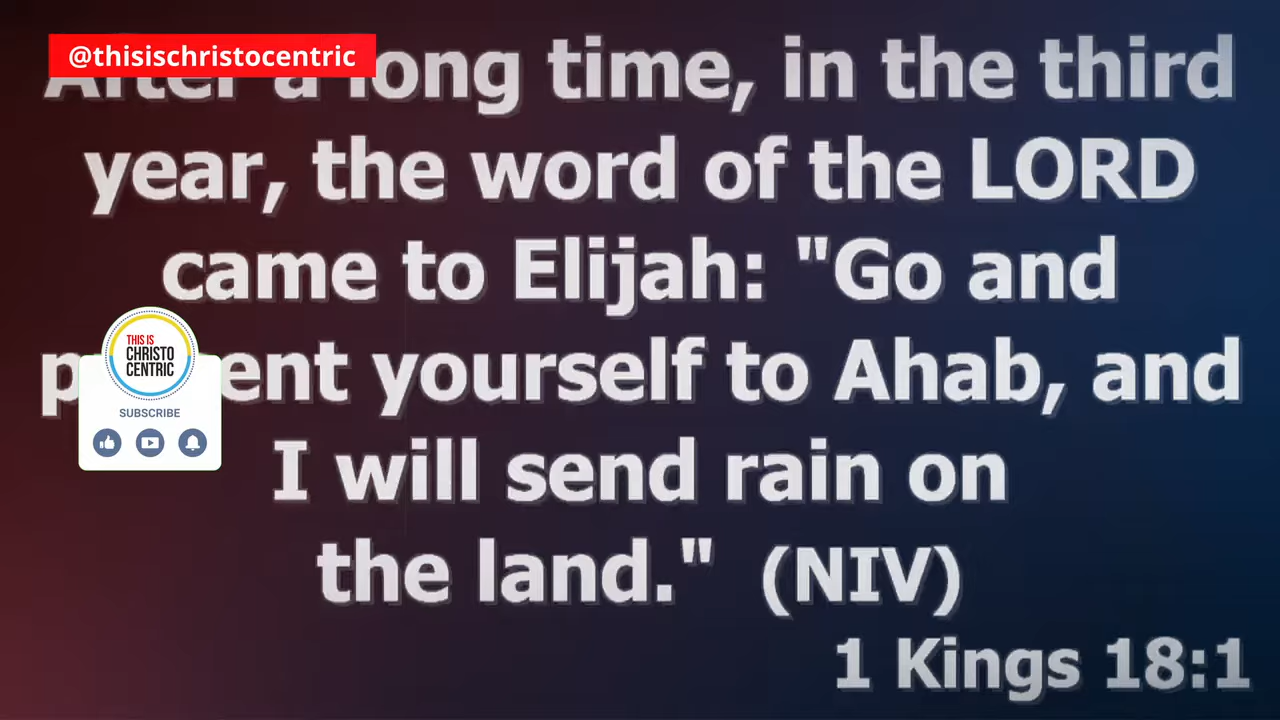 @thisischristocentric
After a long time, in the third
year, the word of the LORD
came to Elijah: "Go and
yourself to Ahab, and
I will send rain on
the land." (NIV)
1 Kings 18:1
THIS IS
CHRISTO
CENTRIC
SUBSCRIBE